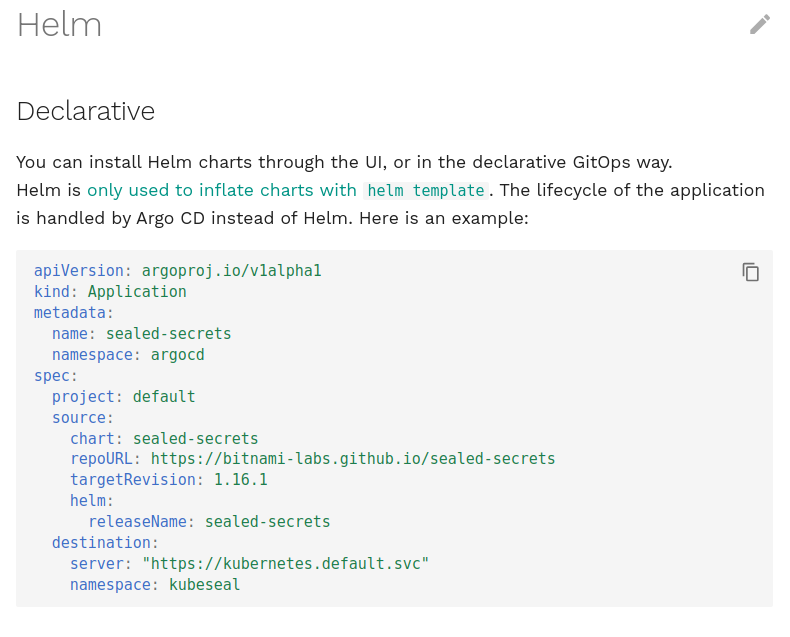 Helm
Declarative
You can install Helm charts through the UI, or in the declarative GitOps way.
Helm is only used to inflate charts with helm template. The lifecycle of the application
is handled by Argo CD instead of Helm. Here is an example:
apiVersion: argoproj.io/v1alpha1
kind: Application
metadata:
  name: sealed-secrets
  namespace: argocd
spec:
  project: default
  source:
    chart: sealed-secrets
    repoURL: https://bitnami-labs.github.io/sealed-secrets
    targetRevision: 1.16.1
    helm:
      releaseName: sealed-secrets
  destination:
    server: "https://kubernetes.default.svc"
    namespace: kubeseal